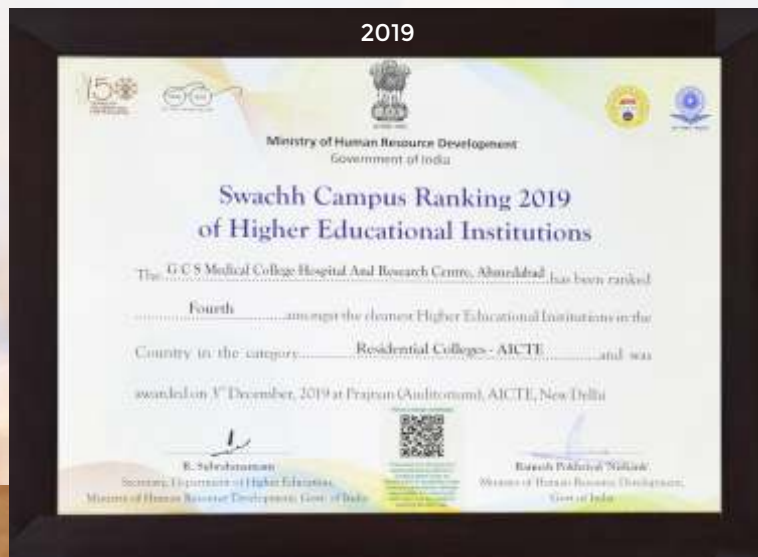 2019
150
Ministry of Human Resource Development
Government of India
Swachh Campus Ranking 2019
of Higher Educational Institutions
The G C S Medical College Hospital And Research Centre, Ahmedabad has been ranked
Fourth amongst the cleanest Higher Educational Institutions in the
Country in the category Residential Colleges - AICTE and was
awarded on 3rd December, 2019 at Prajnan (Auditorium), AICTE, New Delhi
R. Subrahmanyam
Secretary, Department of Higher Education,
Ministry of Human Resource Development, Govt. of India
Ramesh Pokhriyal 'Nishank'
Minister of Human Resource Development,
Govt of India